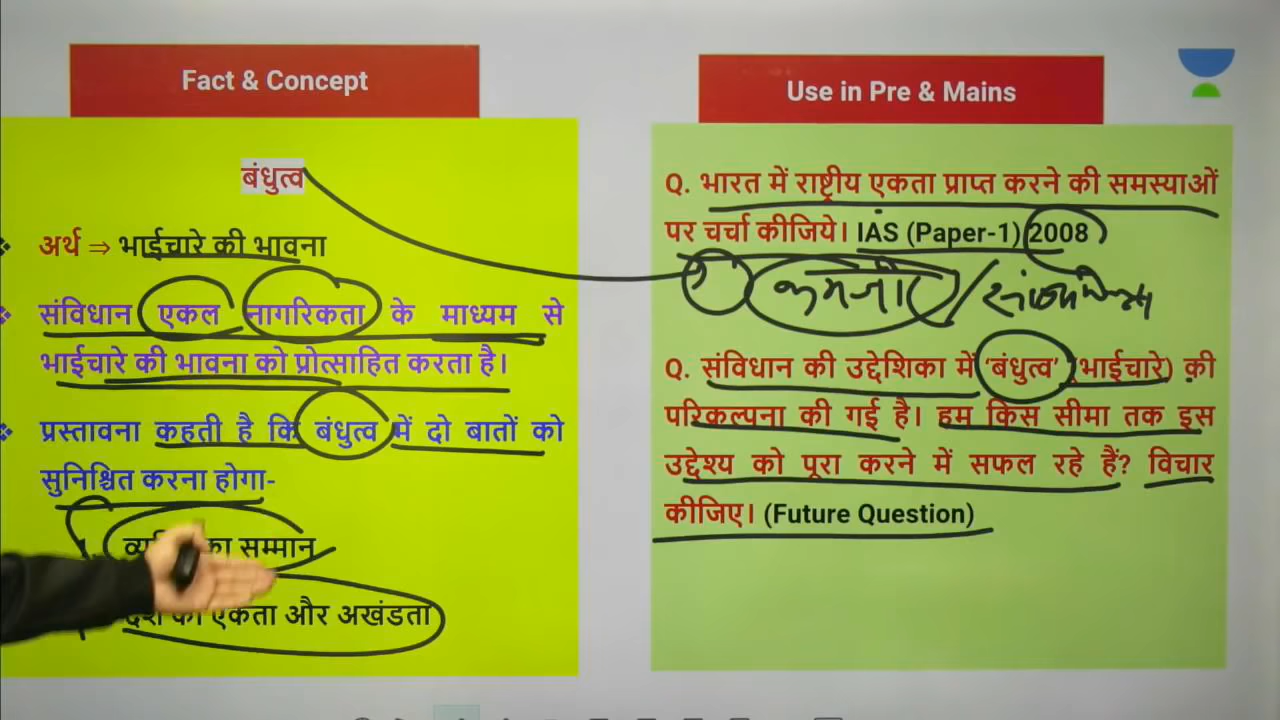 Fact & Concept
बंधुत्व
अर्थ ⇒ भाईचारे की भावना
संविधान एकल नागरिकता के माध्यम से
भाईचारे की भावना को प्रोत्साहित करता है।
प्रस्तावना कहती है कि बंधुत्व में दो बातों को
सुनिश्चित करना होगा-
का सम्मान
एकता और अखंडता
Use in Pre & Mains
Q. भारत में राष्ट्रीय एकता प्राप्त करने की समस्याओं
पर चर्चा कीजिये। IAS (Paper-1) 2008
कमजोर /
Q. संविधान की उद्देशिका में ‘बंधुत्व’ (भाईचारे) की
परिकल्पना की गई है। हम किस सीमा तक इस
उद्देश्य को पूरा करने में सफल रहे हैं? विचार
कीजिए। (Future Question)